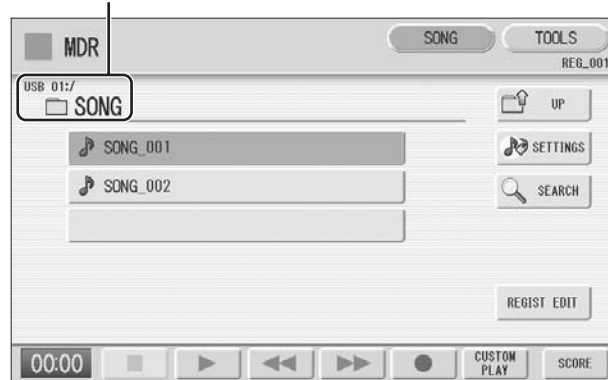 MDR SONG TOOLS
REG_001
USB 01:/
SONG
UP
SONG_001
SETTINGS
SONG_002
SEARCH
REGIST EDIT
00:00
CUSTOM
PLAY
SCORE